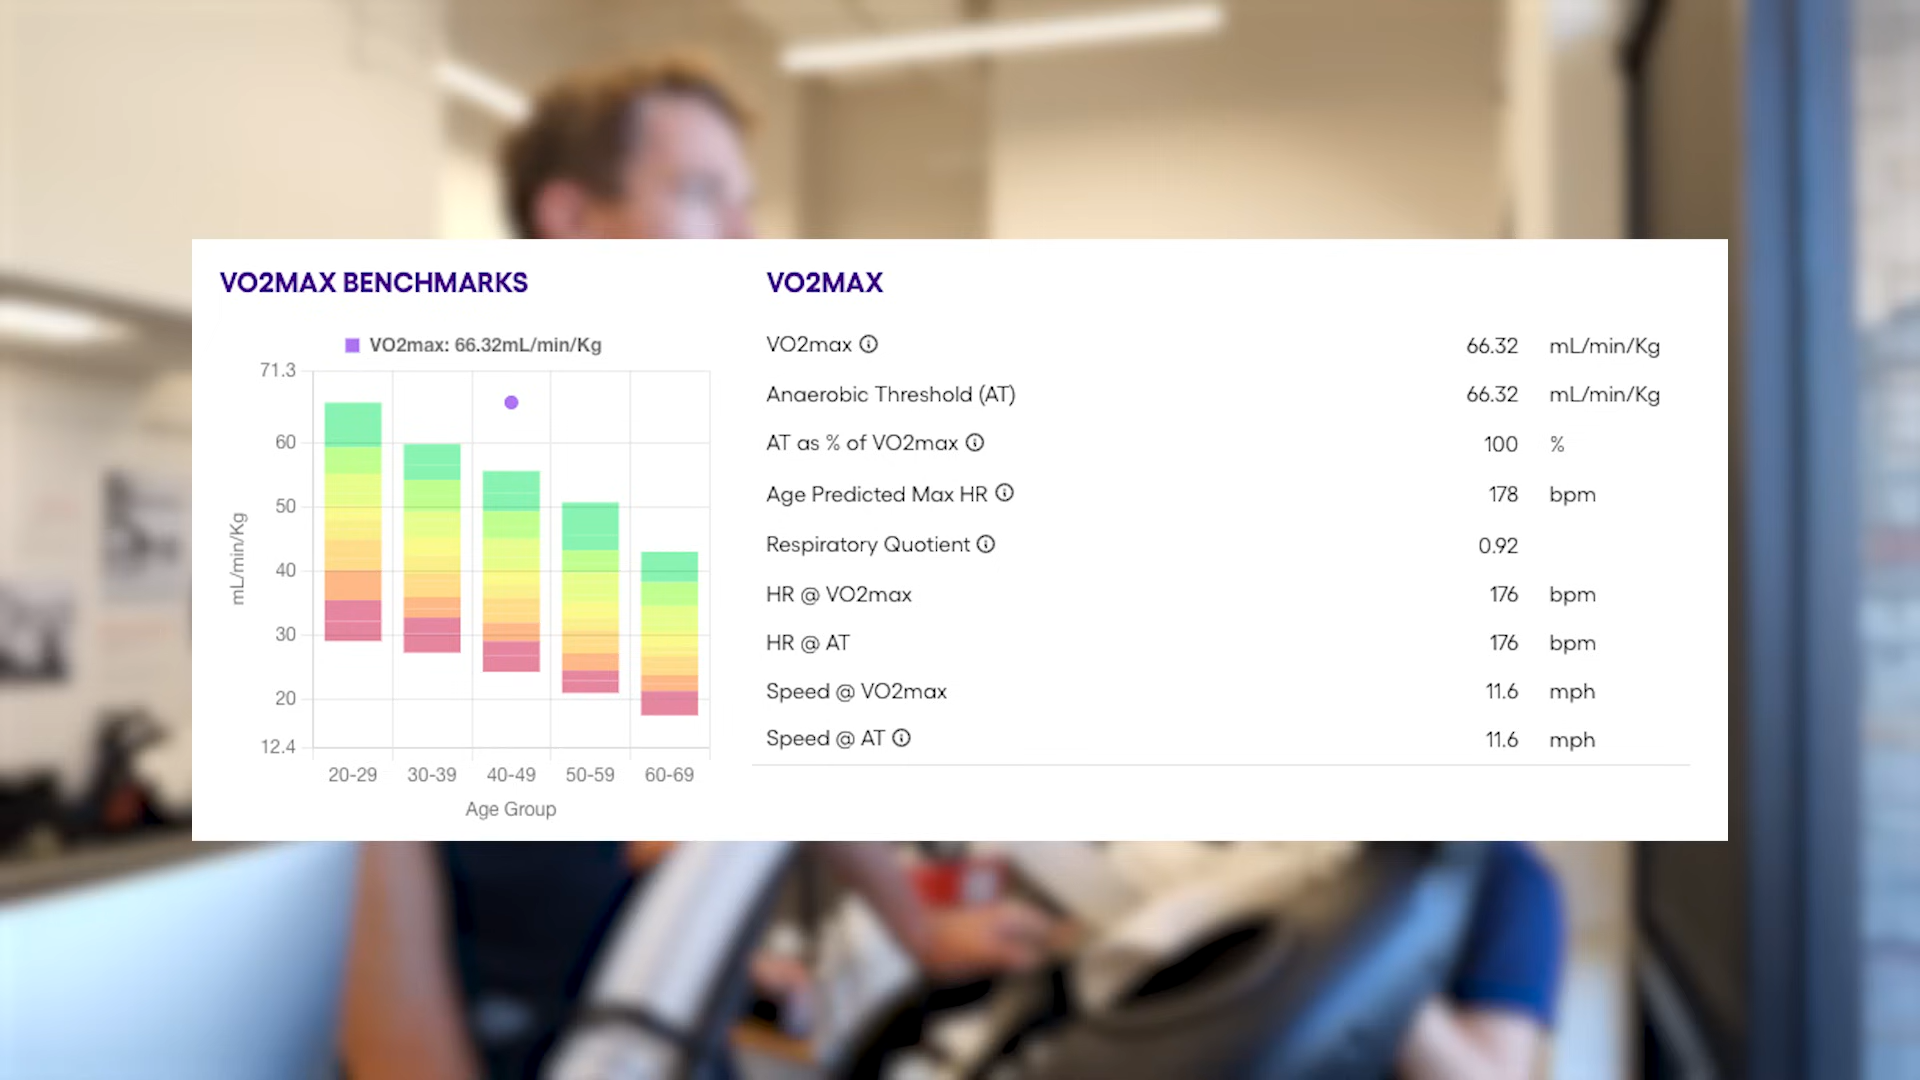 VO2MAX BENCHMARKS
VO2max: 66.32mL/min/Kg
71.3
60
50
40
30
20
12.4
mL/min/Kg
20-29 30-39 40-49 50-59 60-69
Age Group
VO2MAX
VO2max 66.32 mL/min/Kg
Anaerobic Threshold (AT) 66.32 mL/min/Kg
AT as % of VO2max 100 %
Age Predicted Max HR 178 bpm
Respiratory Quotient 0.92
HR @ VO2max 176 bpm
HR @ AT 176 bpm
Speed @ VO2max 11.6 mph
Speed @ AT 11.6 mph